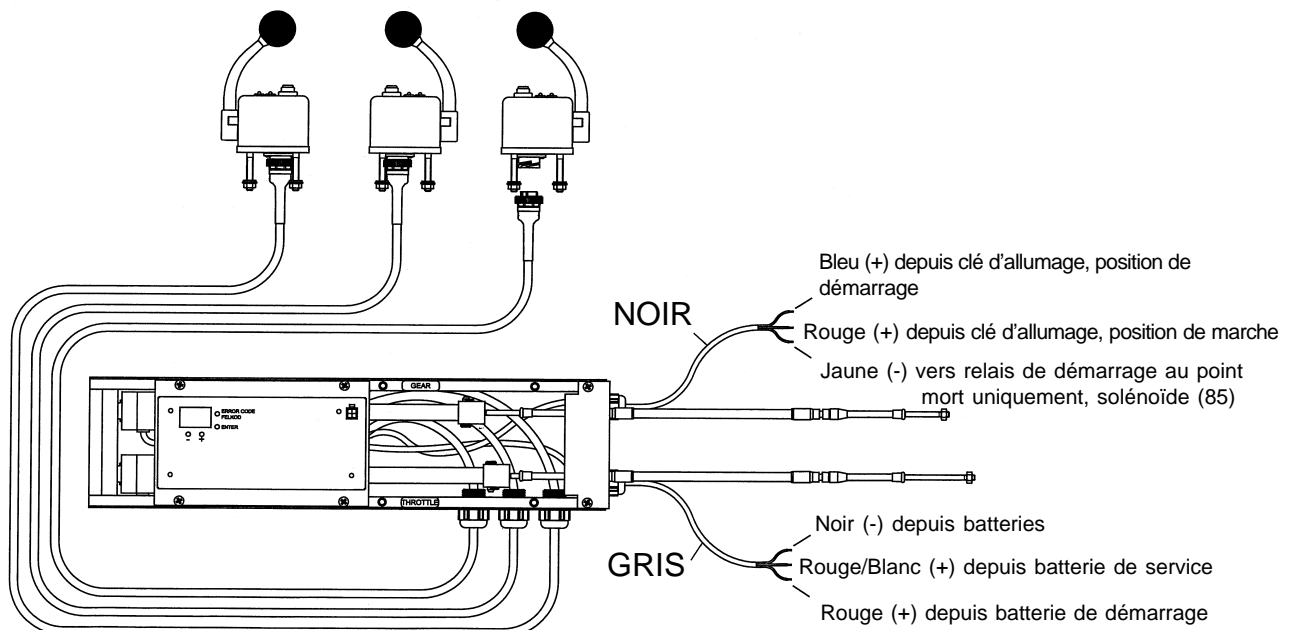 Bleu (+) depuis clé d'allumage, position de
démarrage
NOIR
Rouge (+) depuis clé d'allumage, position de marche
Jaune (-) vers relais de démarrage au point
mort uniquement, solénoïde (85)
GEAR
ERROR CODE
FELKOD
ENTER
- +
THROTTLE
Noir (-) depuis batteries
GRIS
Rouge/Blanc (+) depuis batterie de service
Rouge (+) depuis batterie de démarrage